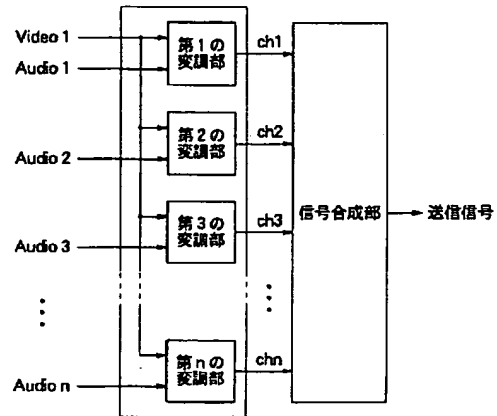 Video 1
Audio 1
第1の
変調部
ch1
Audio 2
第2の
変調部
ch2
Audio 3
第3の
変調部
ch3
Audio n
第nの
変調部
chn
信号合成部
送信信号